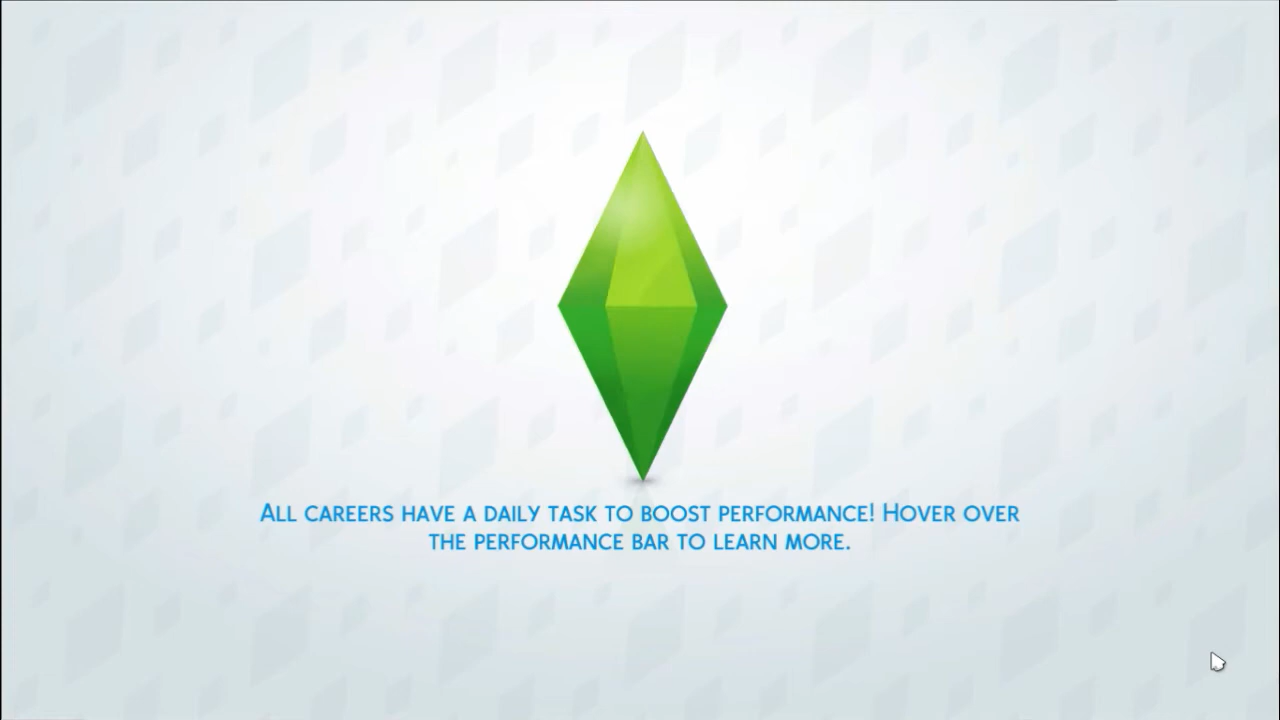 All careers have a daily task to boost performance! Hover over
the performance bar to learn more.